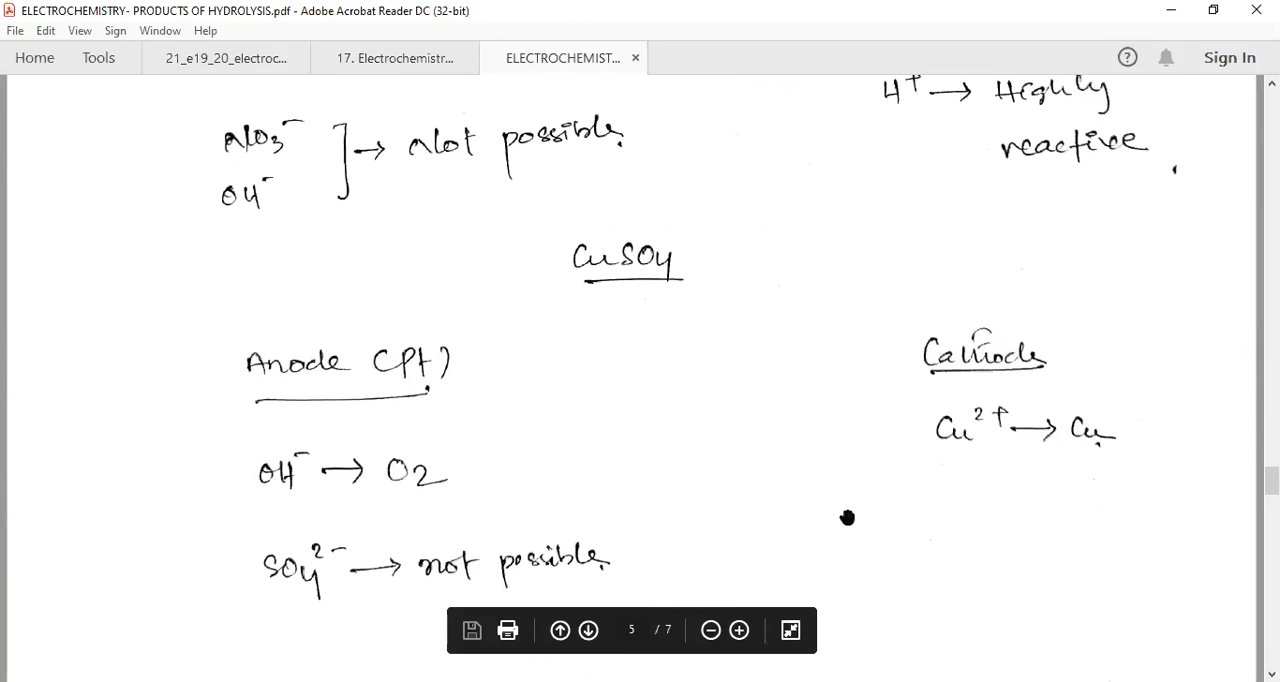 ELECTROCHEMISTRY- PRODUCTS OF HYDROLYSIS.pdf - Adobe Acrobat Reader DC (32-bit)
File Edit View Sign Window Help
Home Tools 21_e19_20_electroc... 17. Electrochemistr... ELECTROCHEMIST... × ? Sign In
H⁺ → Highly
reactive.
NO₃⁻
OH⁻ ] → Not possible.
CuSO₄
Anode (Pt)
Cathode
Cu²⁺ → Cu
OH⁻ → O₂
SO₄²⁻ → not possible.
5 / 7